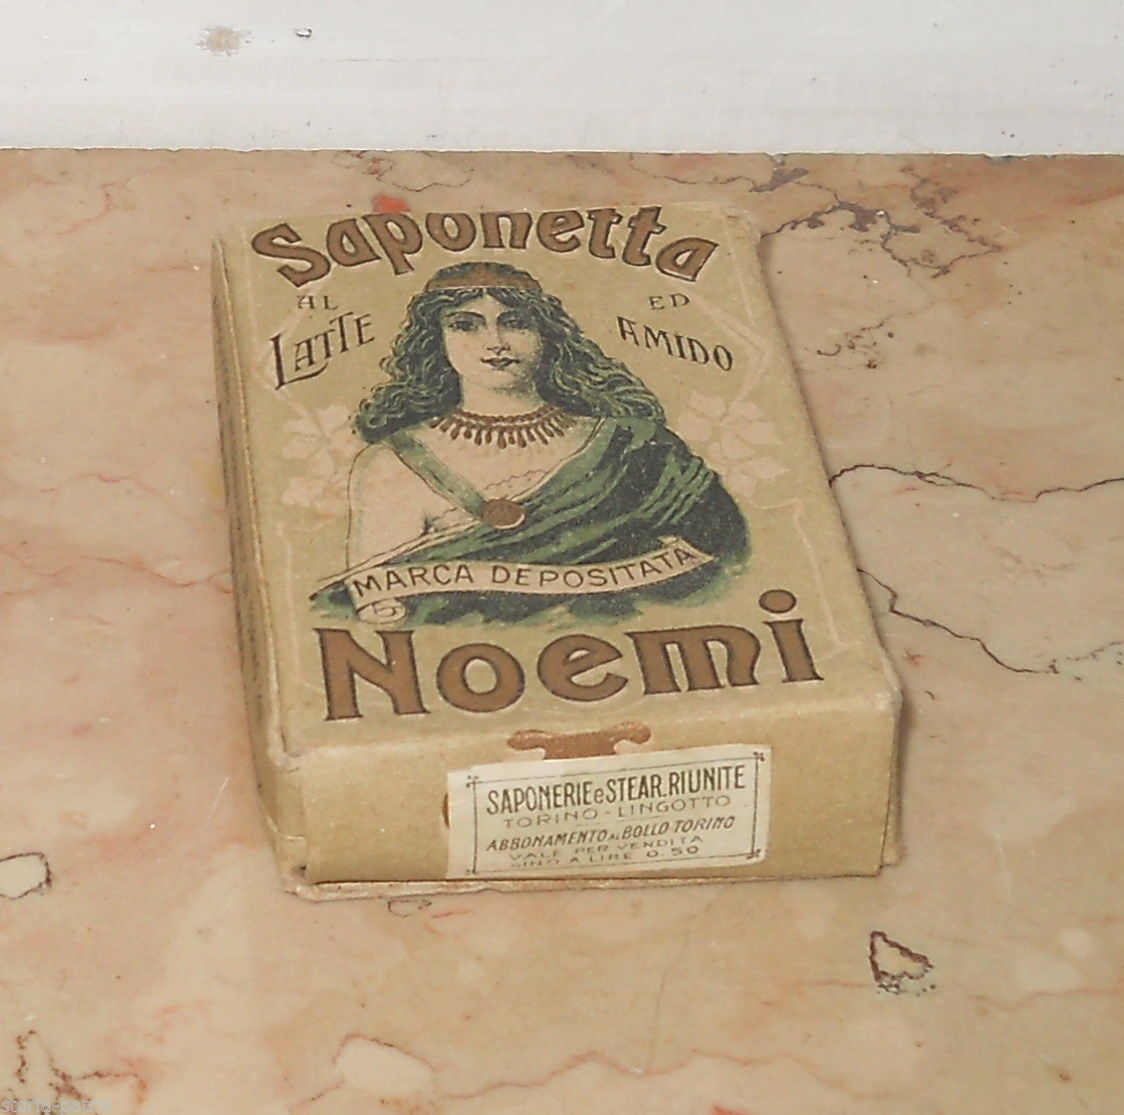 Saponetta
AL LATTE
ED AMIDO
MARCA DEPOSITATA
Noemi
SAPONERIE e STEAR. RIUNITE
TORINO - LINGOTTO
ABBONAMENTO AL BOLLO TORINO
VALE PER VENDITA
SINO A LIRE 0.50